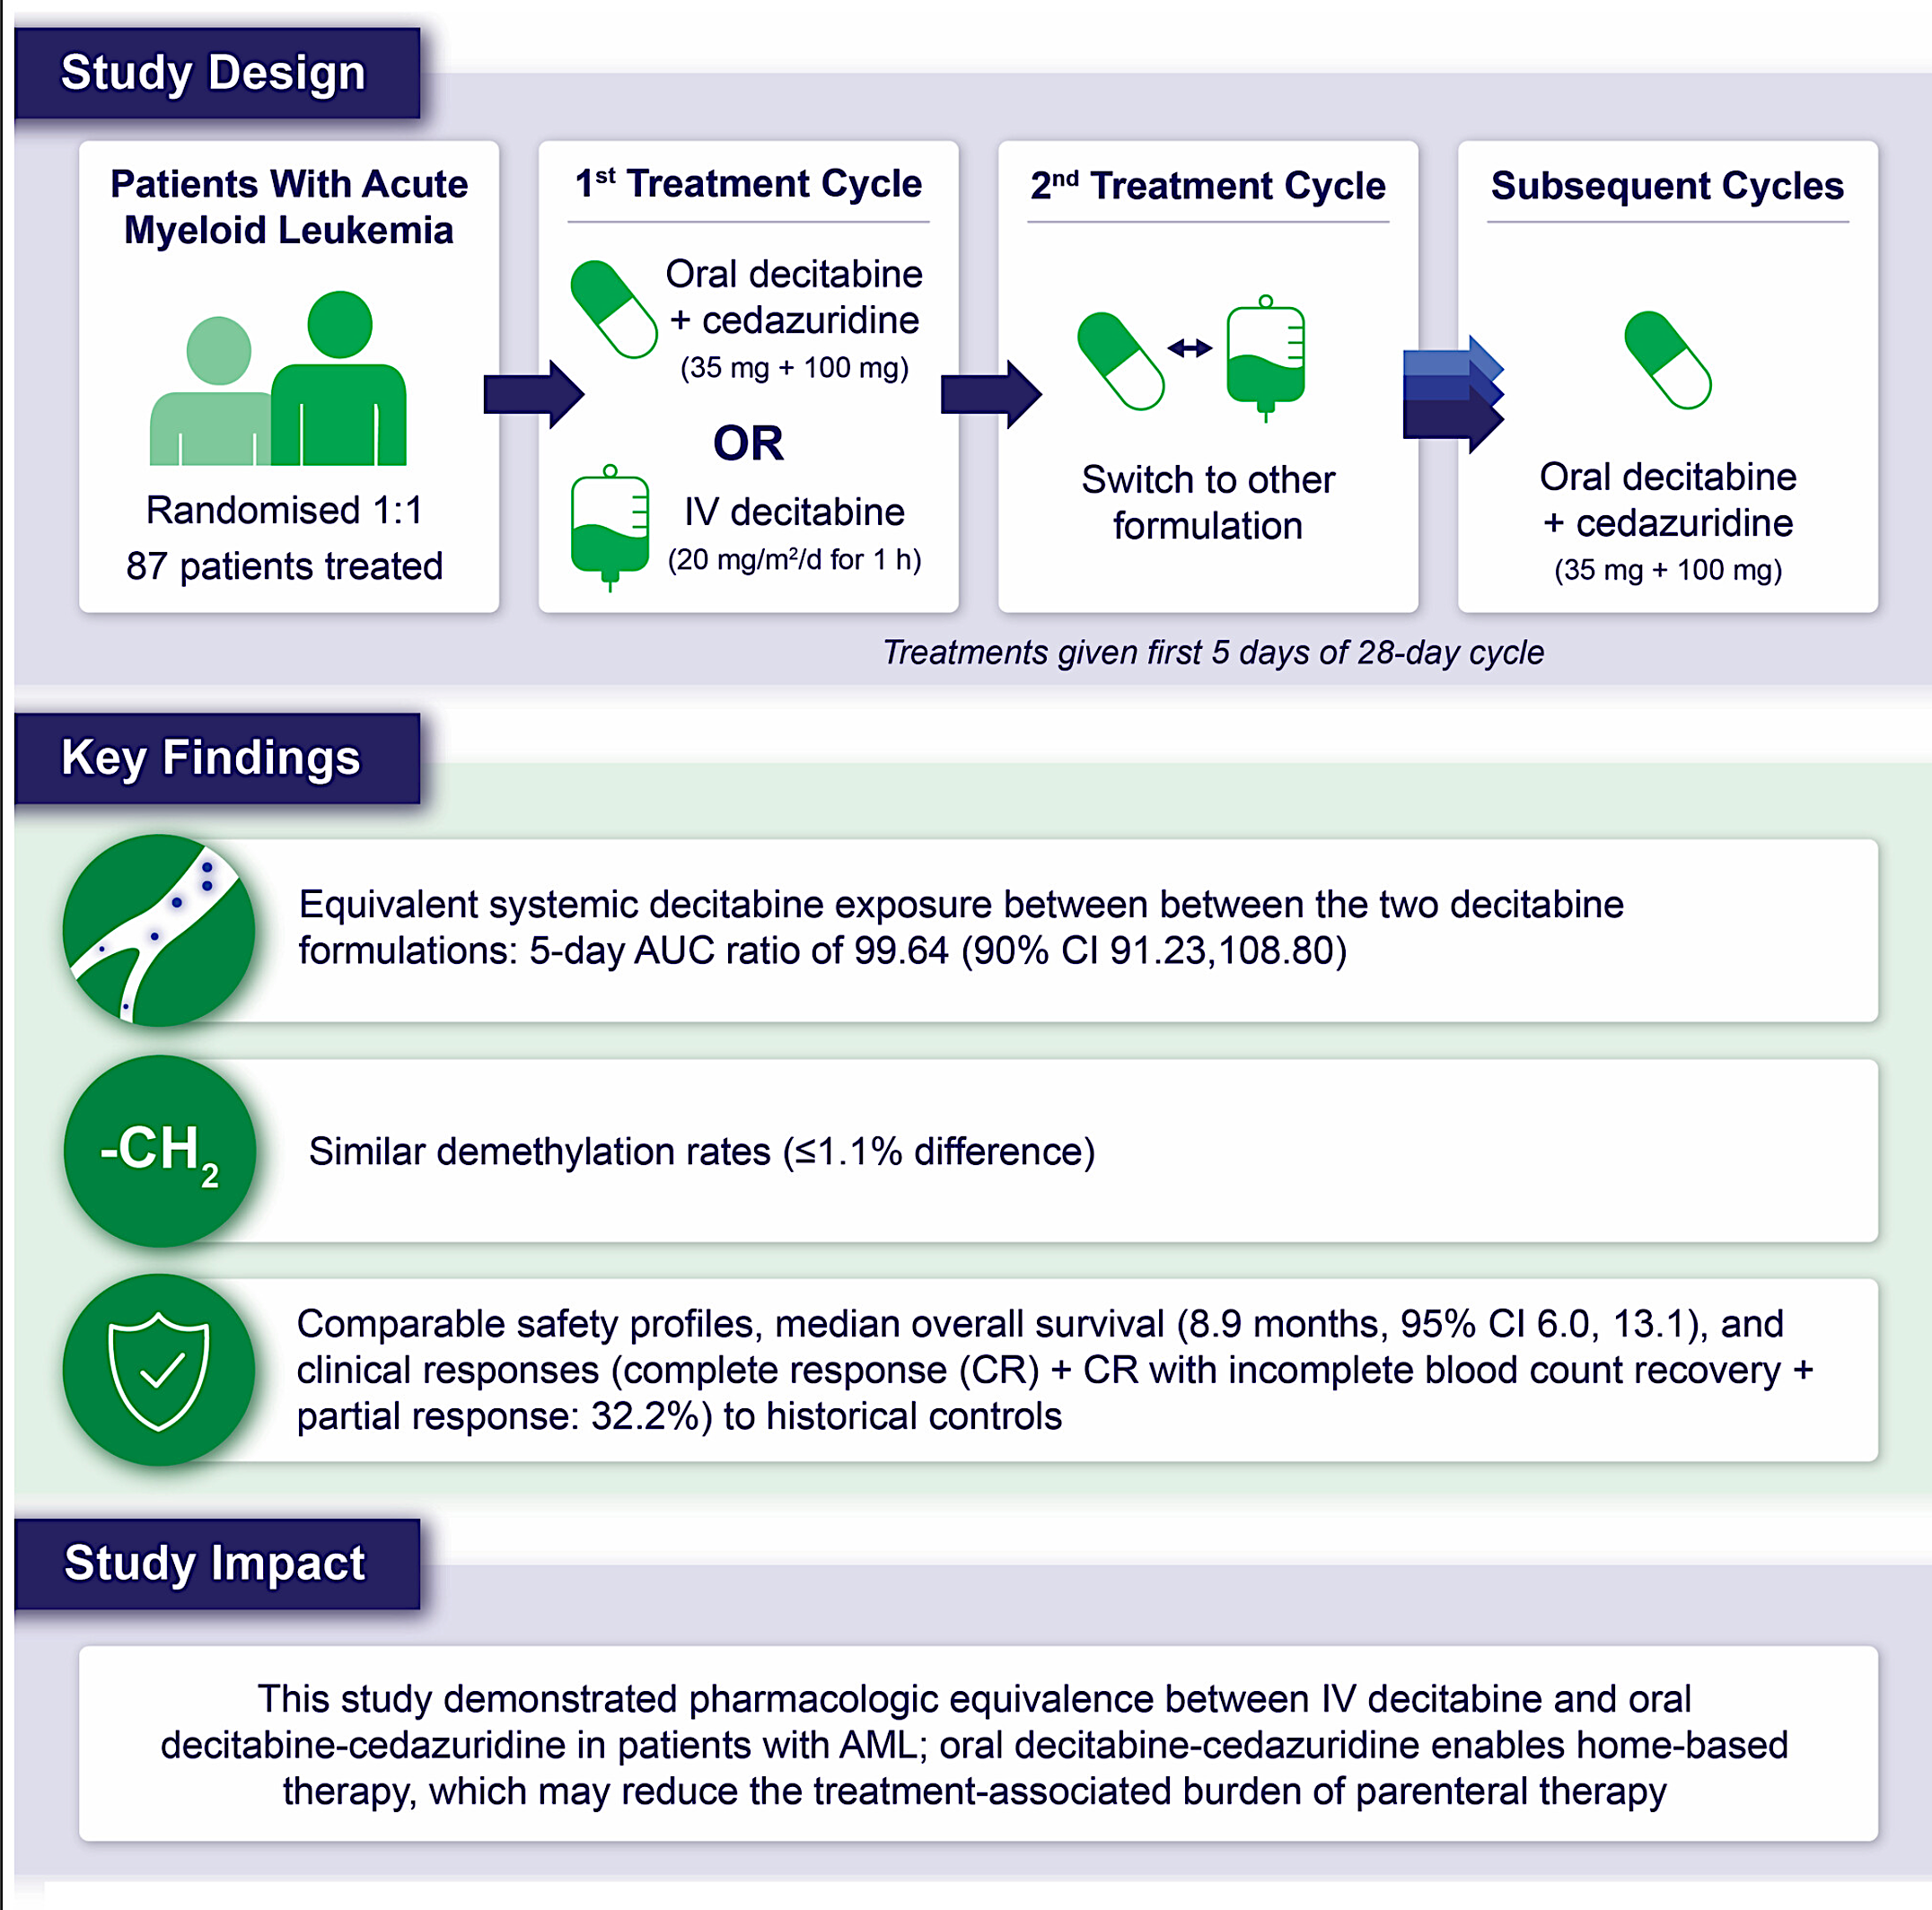 Study Design
Patients With Acute
Myeloid Leukemia
Randomised 1:1
87 patients treated
1st Treatment Cycle
Oral decitabine
+ cedazuridine
(35 mg + 100 mg)
OR
IV decitabine
(20 mg/m²/d for 1 h)
2nd Treatment Cycle
Switch to other
formulation
Subsequent Cycles
Oral decitabine
+ cedazuridine
(35 mg + 100 mg)
Treatments given first 5 days of 28-day cycle
Key Findings
Equivalent systemic decitabine exposure between between the two decitabine
formulations: 5-day AUC ratio of 99.64 (90% CI 91.23,108.80)
-CH₂
Similar demethylation rates (≤1.1% difference)
Comparable safety profiles, median overall survival (8.9 months, 95% CI 6.0, 13.1), and
clinical responses (complete response (CR) + CR with incomplete blood count recovery +
partial response: 32.2%) to historical controls
Study Impact
This study demonstrated pharmacologic equivalence between IV decitabine and oral
decitabine-cedazuridine in patients with AML; oral decitabine-cedazuridine enables home-based
therapy, which may reduce the treatment-associated burden of parenteral therapy